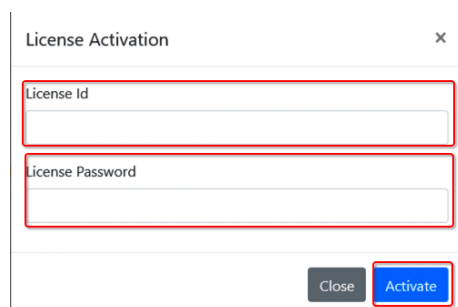 License Activation ×
License Id
License Password
Close Activate